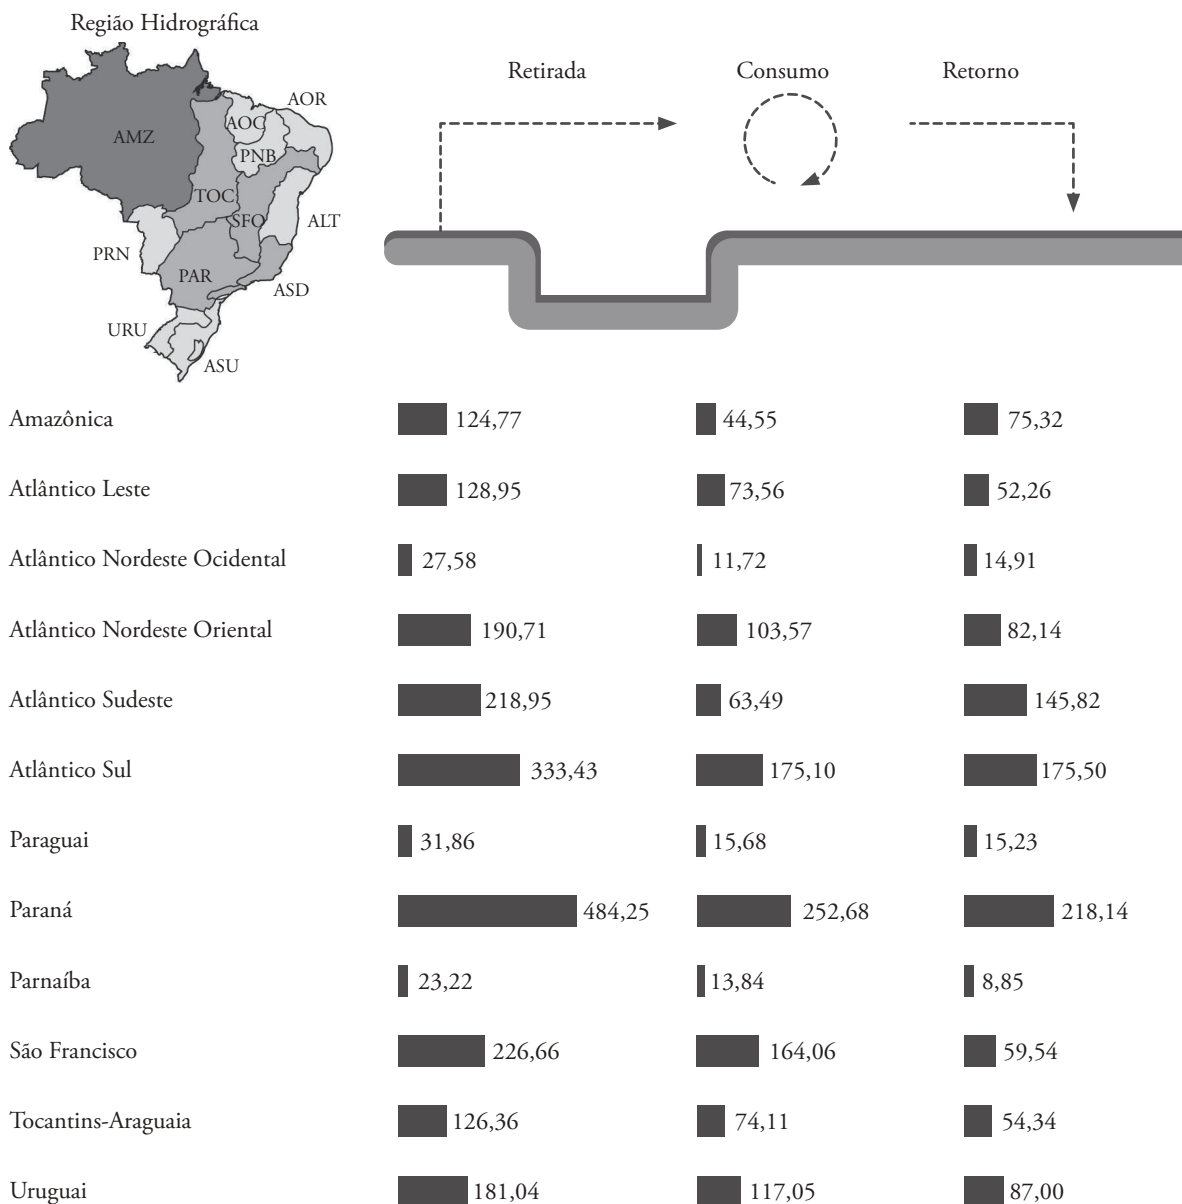 Região Hidrográfica
Retirada Consumo Retorno
AOR
AOC
AMZ
PNB
TOC
SFO ALT
PRN
PAR
ASD
URU
ASU
Amazônica 124,77 44,55 75,32
Atlântico Leste 128,95 73,56 52,26
Atlântico Nordeste Ocidental 27,58 11,72 14,91
Atlântico Nordeste Oriental 190,71 103,57 82,14
Atlântico Sudeste 218,95 63,49 145,82
Atlântico Sul 333,43 175,10 175,50
Paraguai 31,86 15,68 15,23
Paraná 484,25 252,68 218,14
Parnaíba 23,22 13,84 8,85
São Francisco 226,66 164,06 59,54
Tocantins-Araguaia 126,36 74,11 54,34
Uruguai 181,04 117,05 87,00